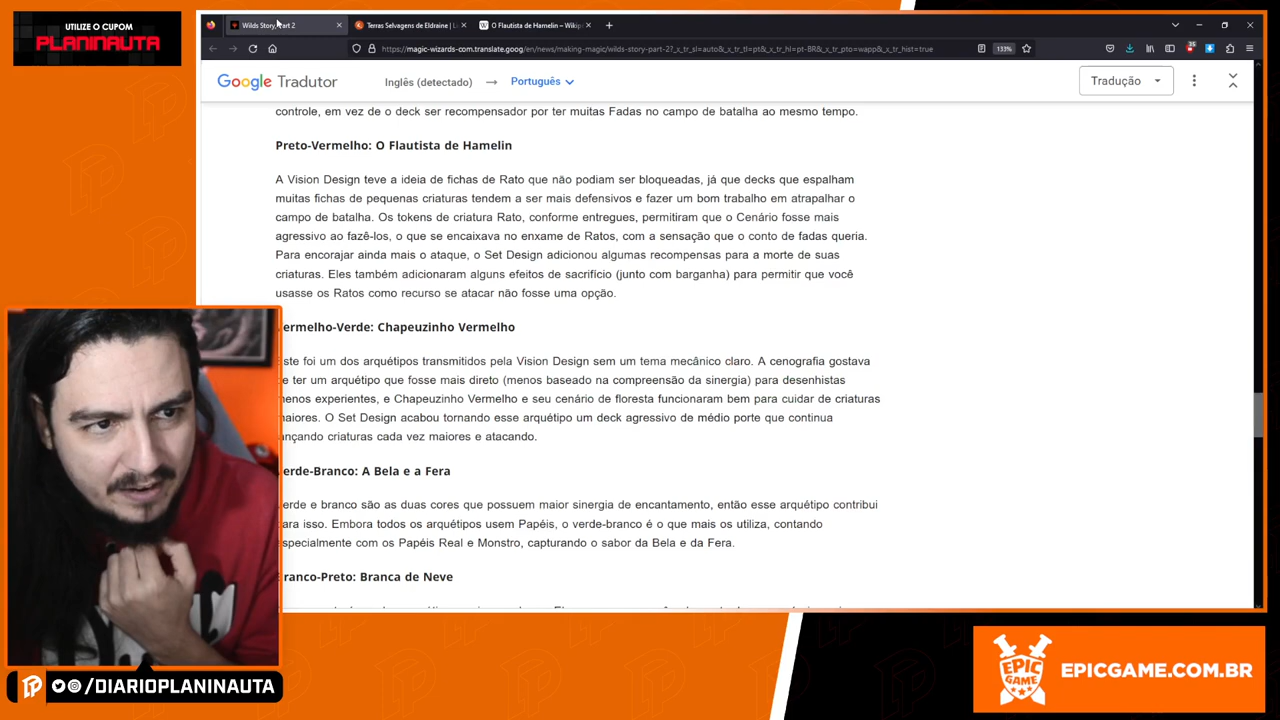 UTILIZE O CUPOM
PLANINAUTA
Wilds Story, Part 2
Terras Selvagens de Eldraine | L
O Flautista de Hamelin – Wikip
https://magic-wizards-com.translate.goog/en/news/making-magic/wilds-story-part-2?_x_tr_sl=auto&_x_tr_tl=pt&_x_tr_hl=pt-BR&_x_tr_pto=wapp&_x_tr_hist=true
133%
35
Google Tradutor
Inglês (detectado)
Português
Tradução
controle, em vez de o deck ser recompensador por ter muitas Fadas no campo de batalha ao mesmo tempo.
Preto-Vermelho: O Flautista de Hamelin
A Vision Design teve a ideia de fichas de Rato que não podiam ser bloqueadas, já que decks que espalham
muitas fichas de pequenas criaturas tendem a ser mais defensivos e fazer um bom trabalho em atrapalhar o
campo de batalha. Os tokens de criatura Rato, conforme entregues, permitiram que o Cenário fosse mais
agressivo ao fazê-los, o que se encaixava no enxame de Ratos, com a sensação que o conto de fadas queria.
Para encorajar ainda mais o ataque, o Set Design adicionou algumas recompensas para a morte de suas
criaturas. Eles também adicionaram alguns efeitos de sacrifício (junto com barganha) para permitir que você
usasse os Ratos como recurso se atacar não fosse uma opção.
ermelho-Verde: Chapeuzinho Vermelho
ste foi um dos arquétipos transmitidos pela Vision Design sem um tema mecânico claro. A cenografia gostava
e ter um arquétipo que fosse mais direto (menos baseado na compreensão da sinergia) para desenhistas
menos experientes, e Chapeuzinho Vermelho e seu cenário de floresta funcionaram bem para cuidar de criaturas
maiores. O Set Design acabou tornando esse arquétipo um deck agressivo de médio porte que continua
ançando criaturas cada vez maiores e atacando.
erde-Branco: A Bela e a Fera
erde e branco são as duas cores que possuem maior sinergia de encantamento, então esse arquétipo contribui
ara isso. Embora todos os arquétipos usem Papéis, o verde-branco é o que mais os utiliza, contando
specialmente com os Papéis Real e Monstro, capturando o sabor da Bela e da Fera.
ranco-Preto: Branca de Neve
/DIARIOPLANINAUTA
EPIC
GAME
EPICGAME.COM.BR